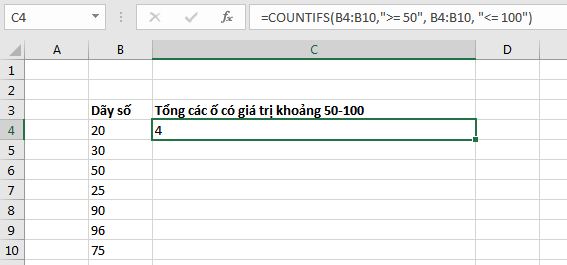 C4 fx =COUNTIFS(B4:B10,">= 50", B4:B10, "<= 100")
A B C D
1
2
3 Dãy số Tổng các ố có giá trị khoảng 50-100
4 20 4
5 30
6 50
7 25
8 90
9 96
10 75